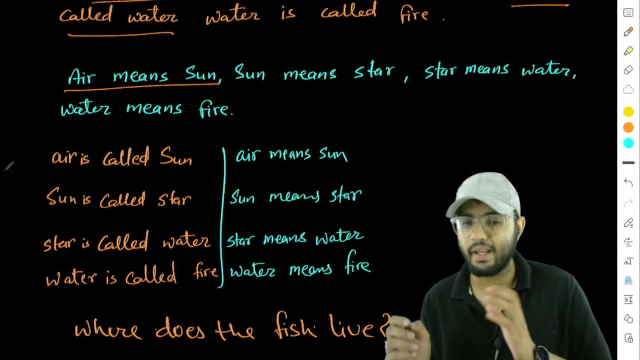 called water water is called fire.
Air means Sun, Sun means star, star means water,
water means fire.
air is called Sun air means Sun
Sun is called star Sun means star
star is called water star means water
water is called fire water means fire
where does the fish live?